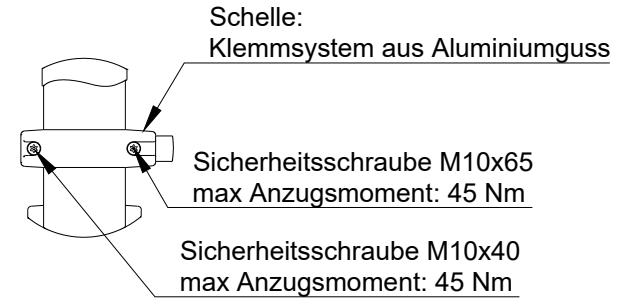 Schelle:
Klemmsystem aus Aluminiumguss
Sicherheitsschraube M10x65
max Anzugsmoment: 45 Nm
Sicherheitsschraube M10x40
max Anzugsmoment: 45 Nm